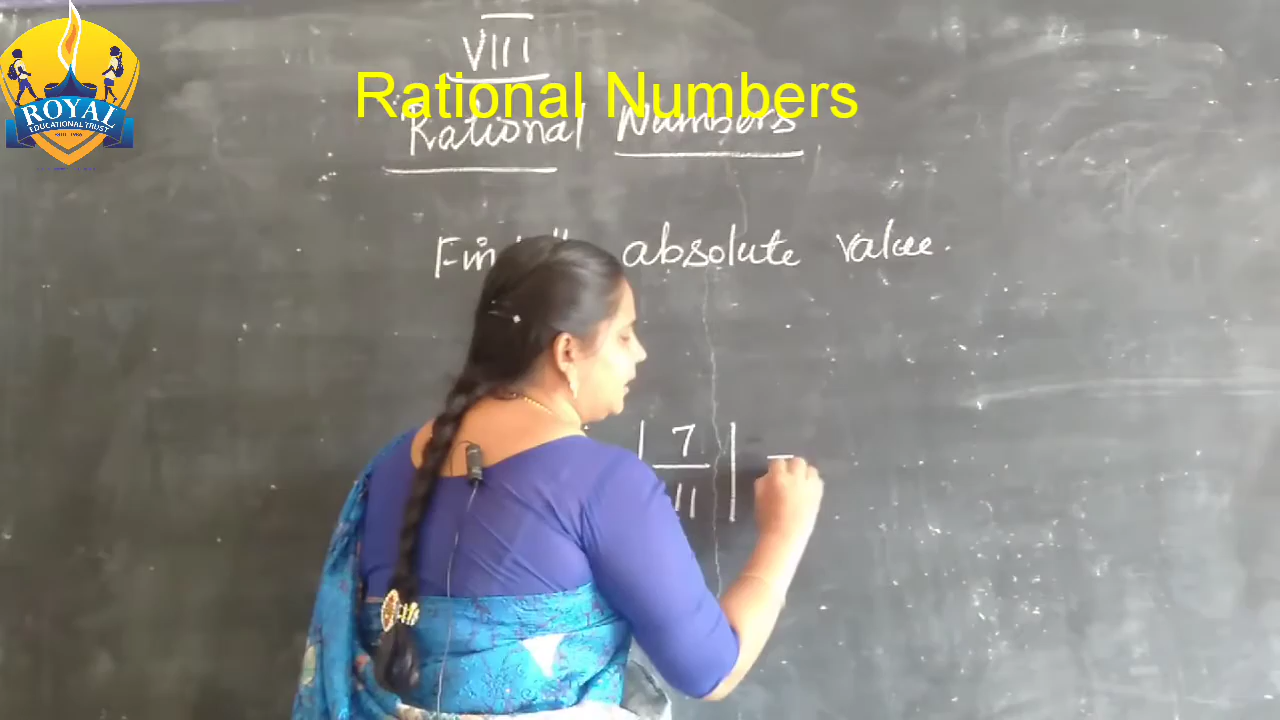 VIII
Rational Numbers
Rational Numbers
absolute value.
| 7/11 | =
ROYAL
EDUCATIONAL TRUST